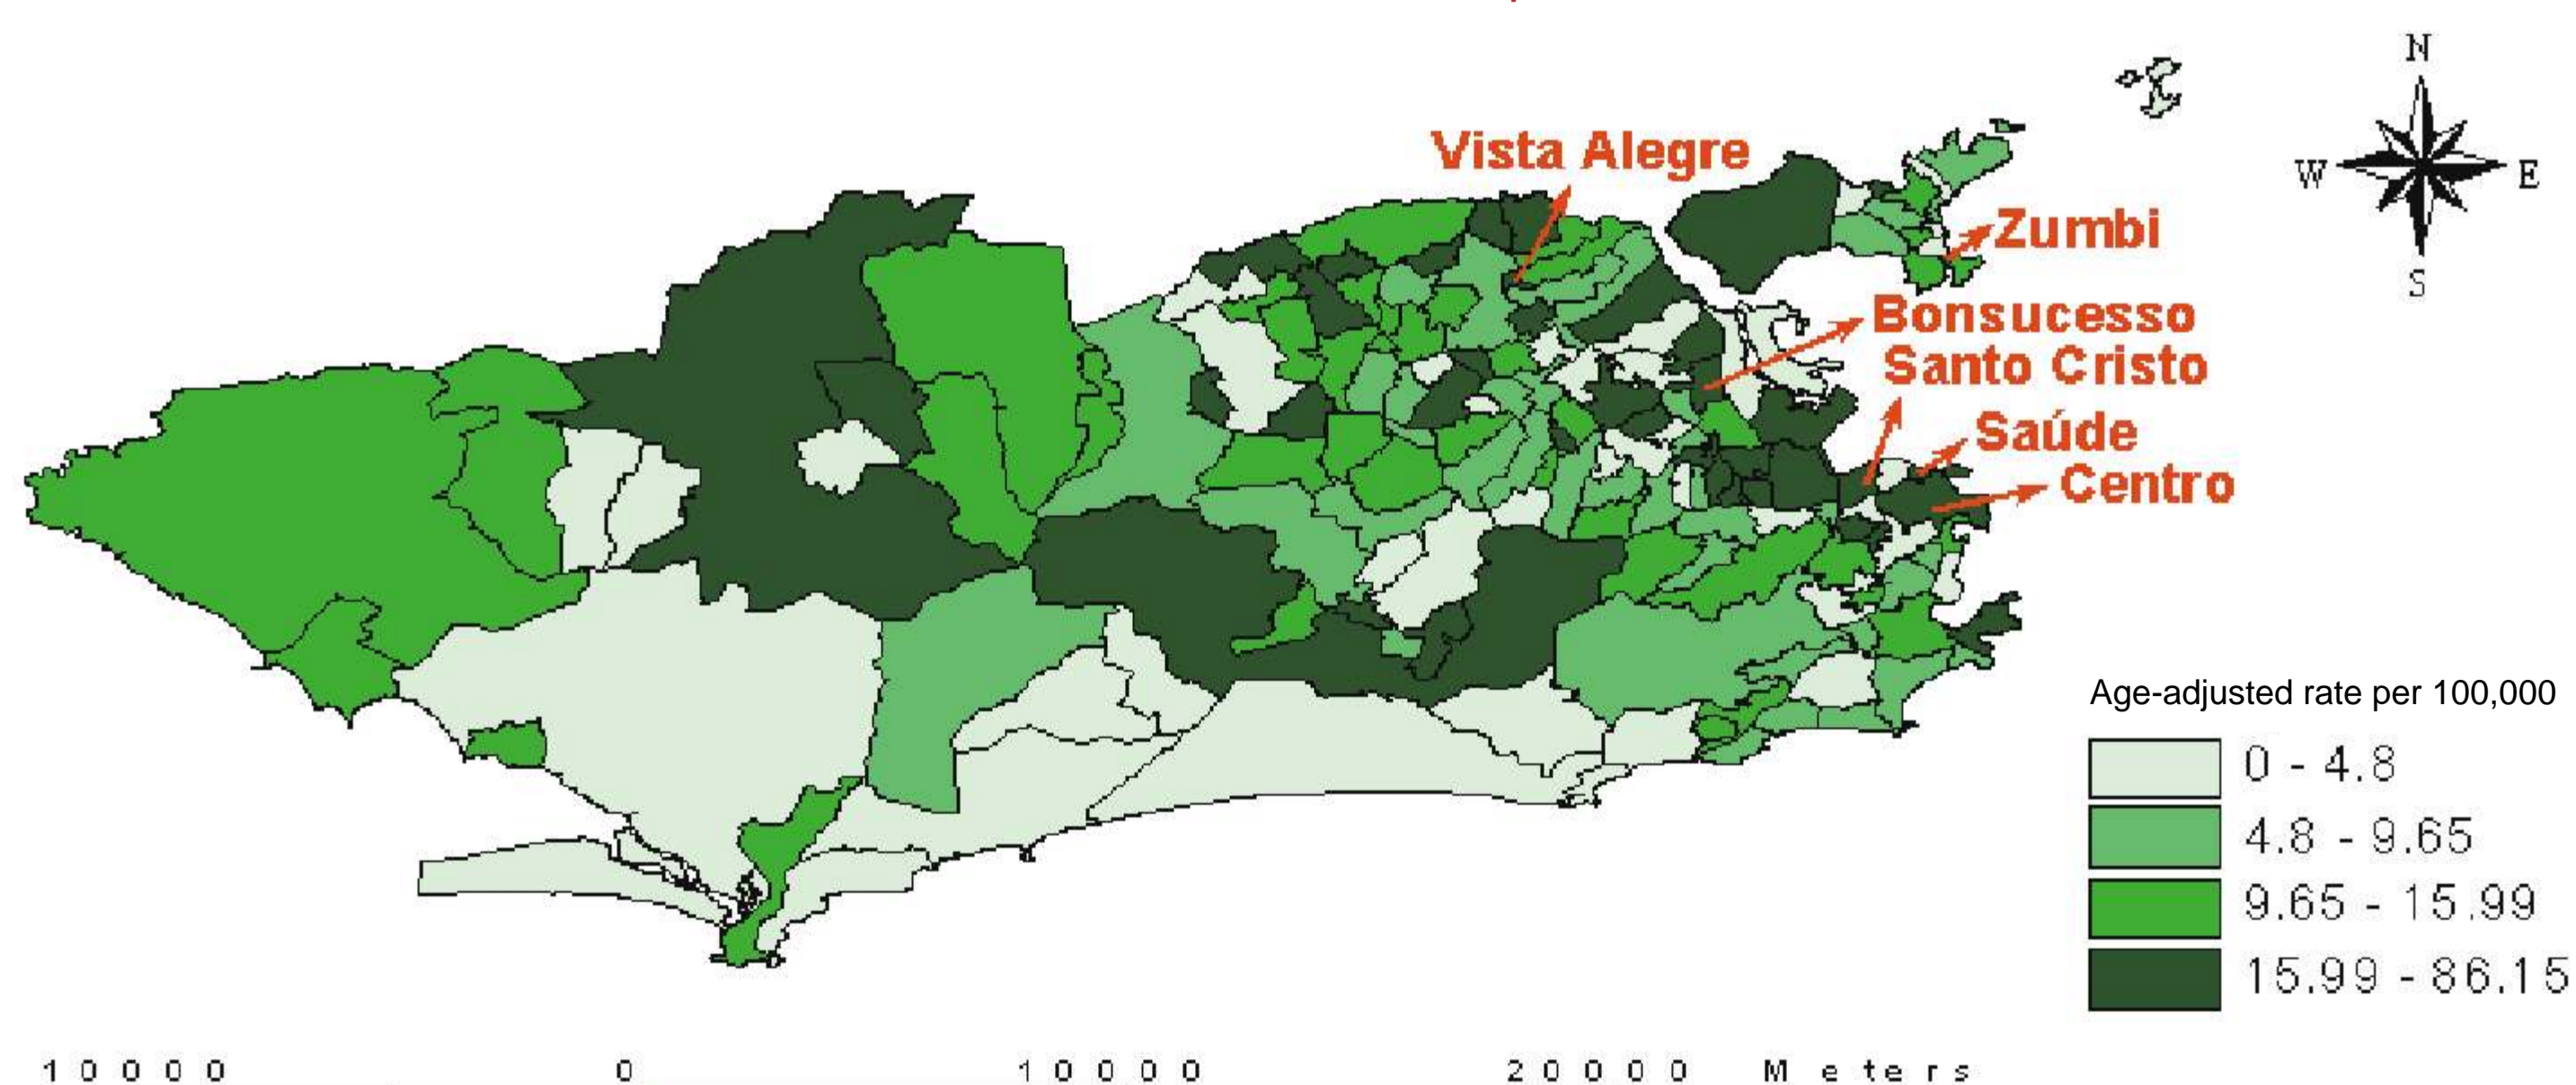 N
W E
S
Vista Alegre
Zumbi
Bonsucesso
Santo Cristo
Saúde
Centro
Age-adjusted rate per 100,000
0 - 4.8
4.8 - 9.65
9.65 - 15.99
15.99 - 86.15
10000 0 10000 20000 Meters